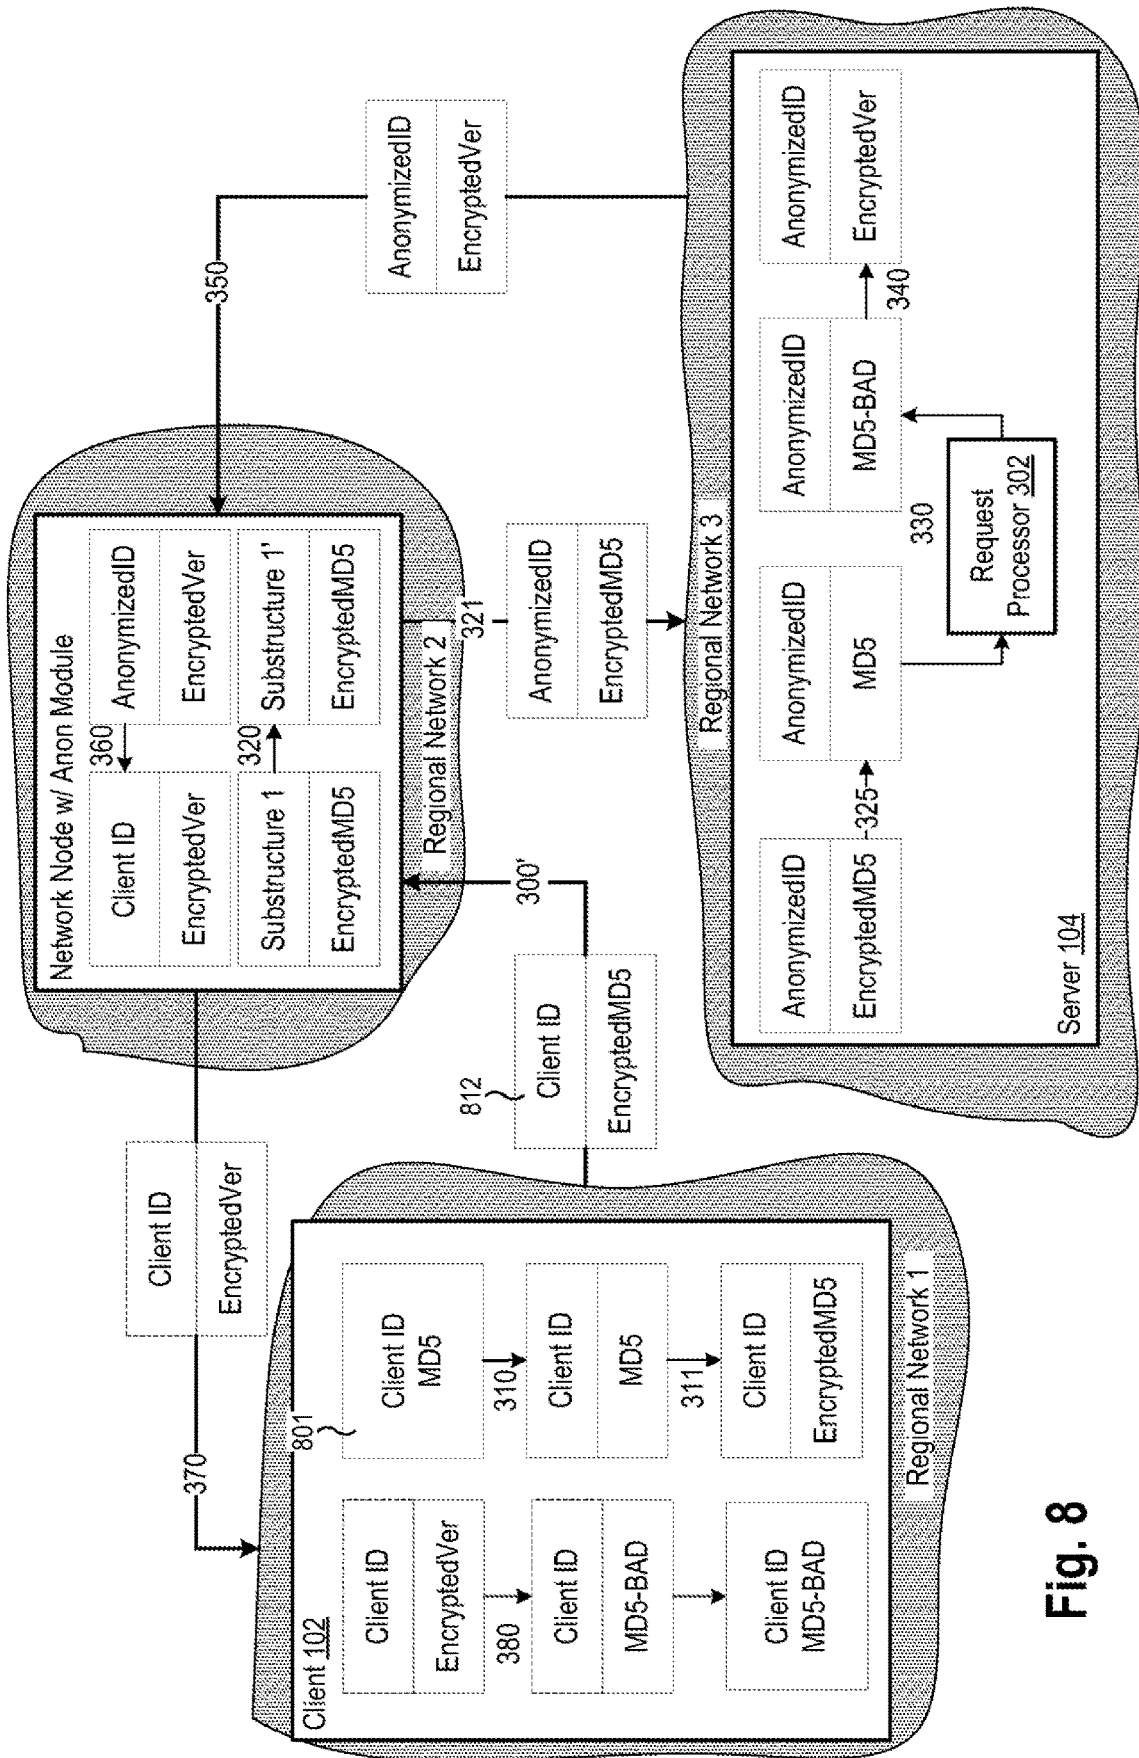 Client ID
EncryptedVer
370
Network Node w/ Anon Module
Client ID
EncryptedVer
360
AnonymizedID
EncryptedVer
Substructure 1
EncryptedMD5
320
Substructure 1'
EncryptedMD5
Regional Network 2
350
AnonymizedID
EncryptedVer
Client 102
Client ID
EncryptedVer
380
Client ID
MD5-BAD
Client ID
MD5-BAD
801
Client ID
MD5
310
Client ID
MD5
311
Client ID
EncryptedMD5
Regional Network 1
812
Client ID
EncryptedMD5
300'
321
AnonymizedID
EncryptedMD5
Regional Network 3
AnonymizedID
EncryptedMD5
325
AnonymizedID
MD5
330
Request
Processor 302
AnonymizedID
MD5-BAD
340
AnonymizedID
EncryptedVer
Server 104
Fig. 8